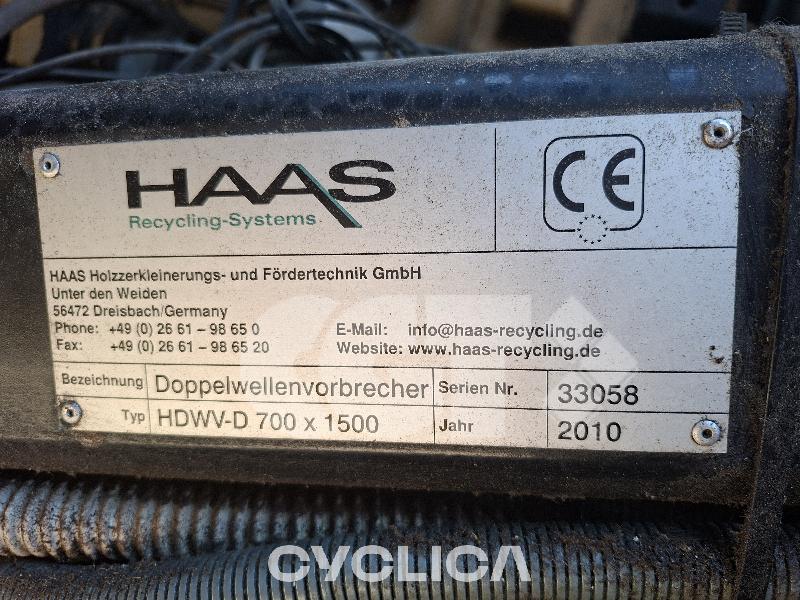 HAAS
Recycling-Systems
CE
HAAS Holzzerkleinerungs- und Fördertechnik GmbH
Unter den Weiden
56472 Dreisbach/Germany
Phone: +49 (0) 26 61 – 98 65 0 E-Mail: info@haas-recycling.de
Fax: +49 (0) 26 61 – 98 65 20 Website: www.haas-recycling.de
Bezeichnung Doppelwellenvorbrecher Serien Nr. 33058
Typ HDWV-D 700 x 1500 Jahr 2010
CYCLICA